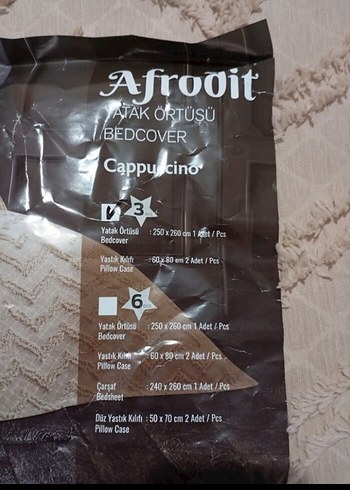 Afrodit
YATAK ÖRTÜSÜ
BEDCOVER
Cappuccino
3
Yatak Örtüsü : 250 x 260 cm 1 Adet / Pcs
Bedcover
Yastık Kılıfı : 60 x 80 cm 2 Adet / Pcs
Pillow Case
6
Yatak Örtüsü : 250 x 260 cm 1 Adet / Pcs
Bedcover
Yastık Kılıfı : 60 x 80 cm 2 Adet / Pcs
Pillow Case
Çarşaf : 240 x 260 cm 1 Adet / Pcs
Bedsheet
Düz Yastık Kılıfı : 50 x 70 cm 2 Adet / Pcs
Pillow Case